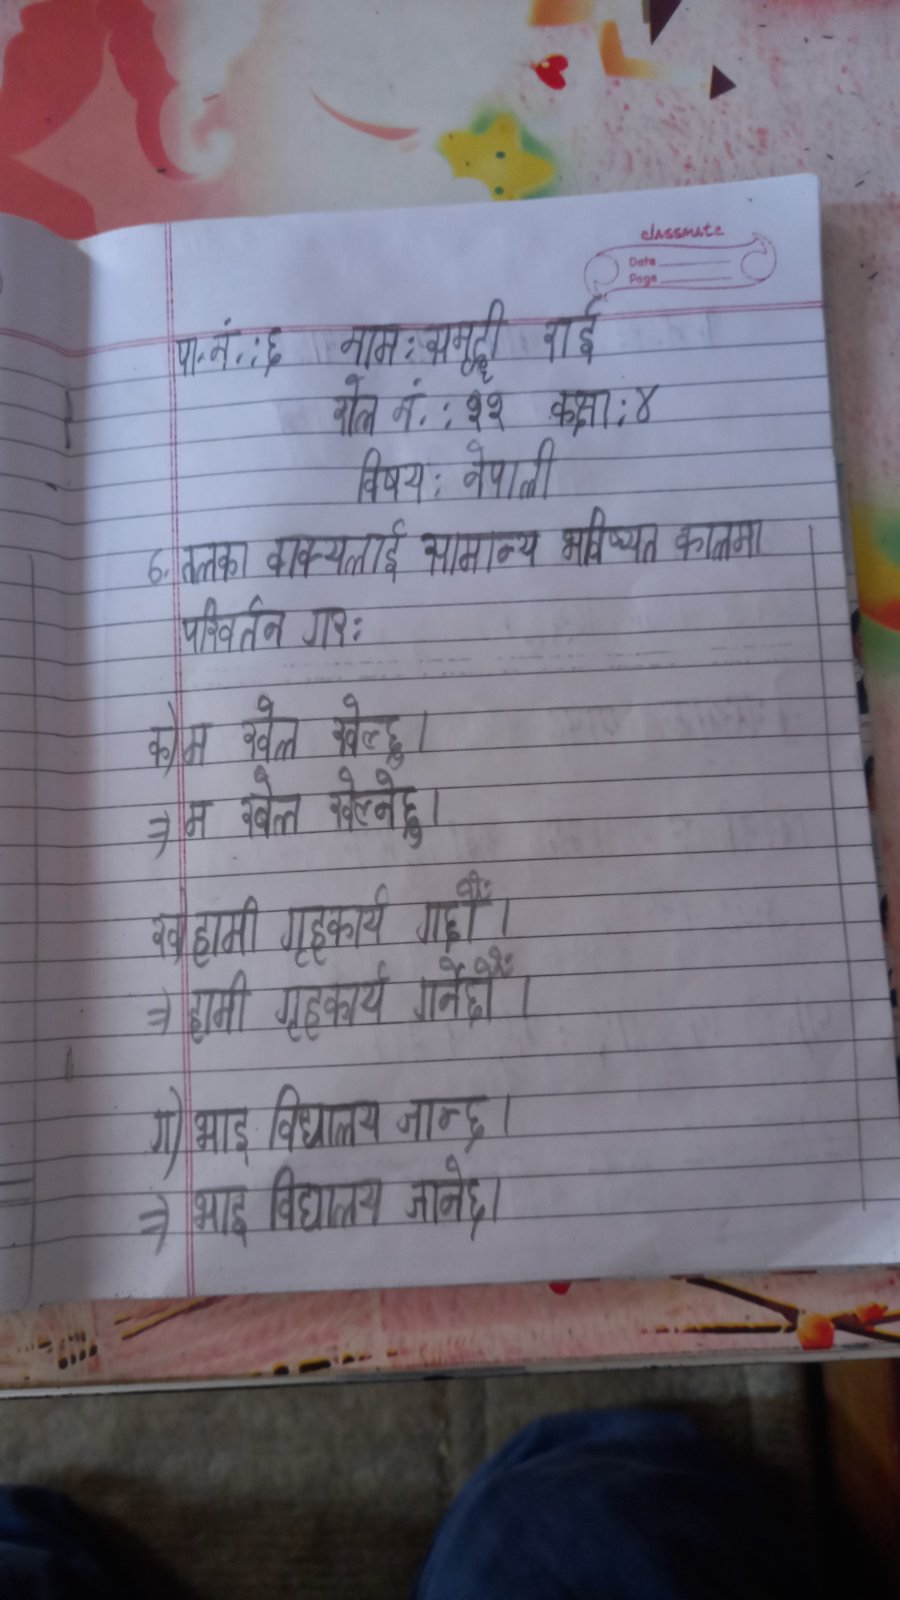 classmate
Date
Page
पा.नं.:६ नाम: समृद्धी राई
रोल नं.: २२ कक्षा: ४
विषय: नेपाली
6. तलका वाक्यलाई सामान्य भविष्यत कालमा
परिवर्तन गर:
क) म खेल खेल्छु।
⇒ म खेल खेल्नेछु।
ख) हामी गृहकार्य गर्छौँ।
⇒ हामी गृहकार्य गर्नेछौँ।
ग) भाइ विद्यालय जान्छ।
⇒ भाइ विद्यालय जानेछ।